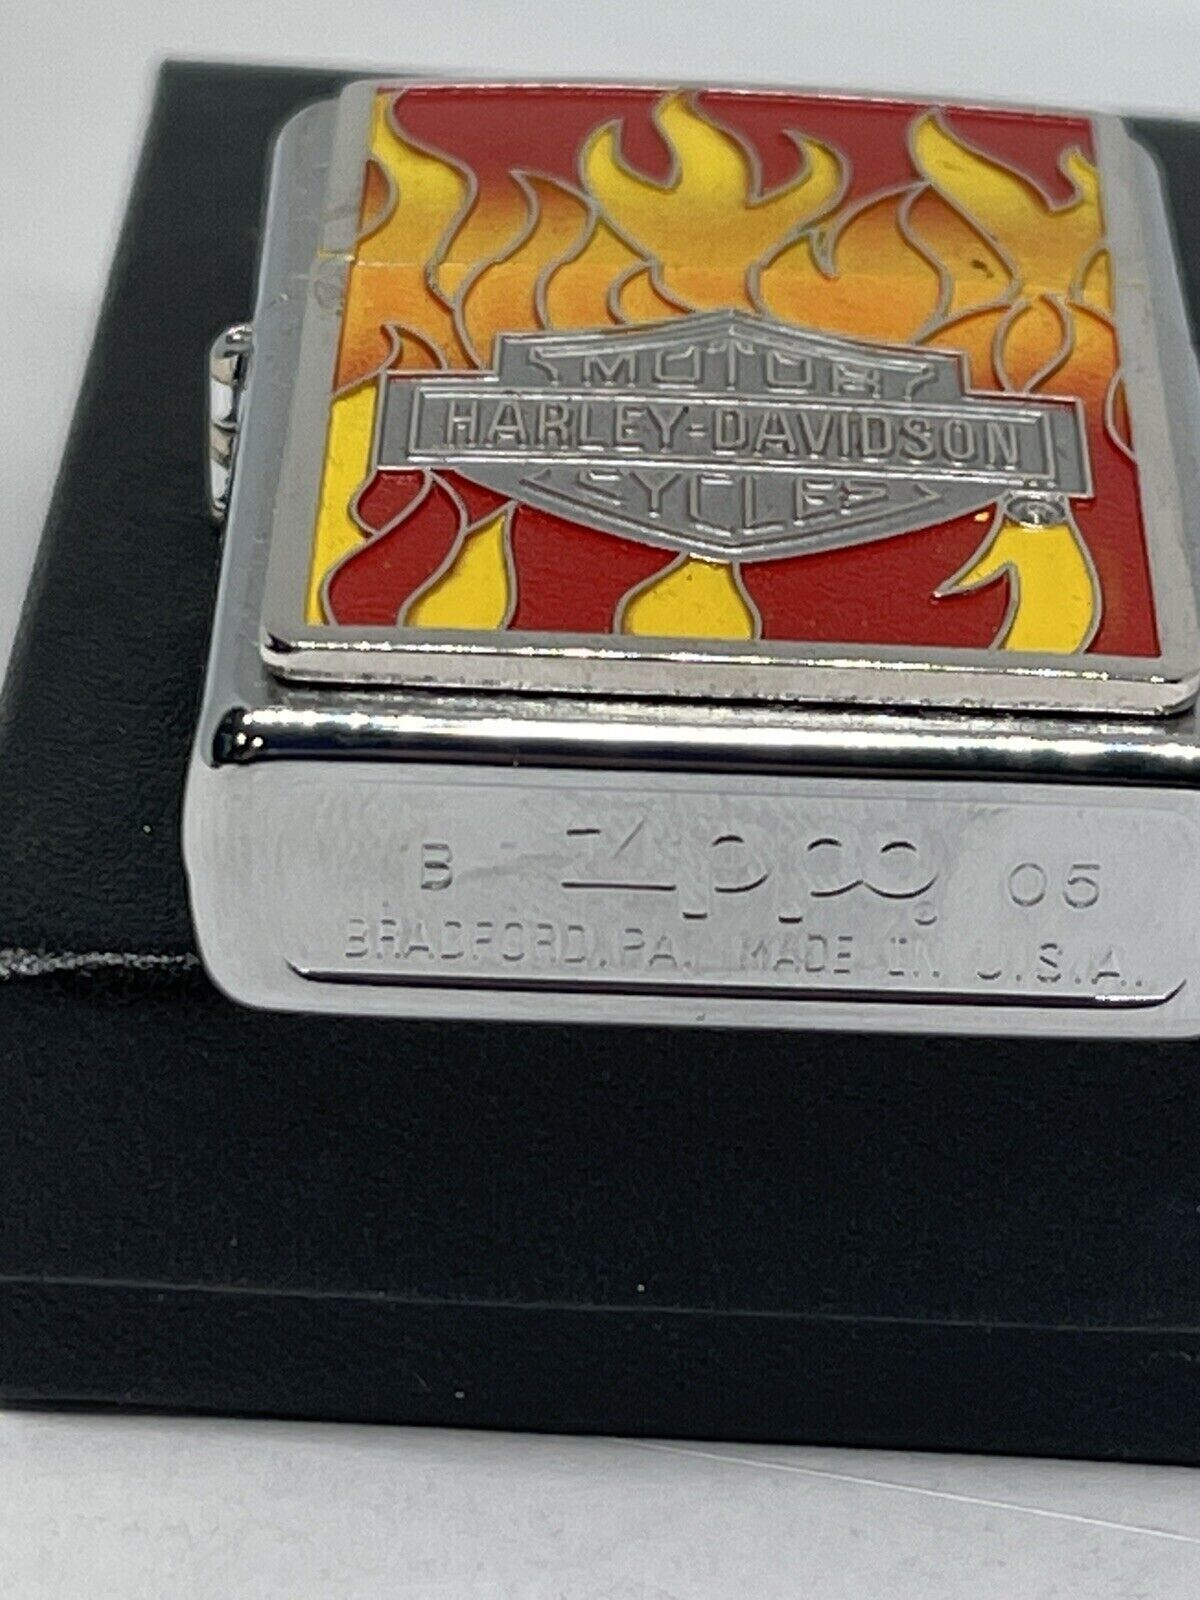 MOTOR
HARLEY-DAVIDSON
CYCLES
®
B Zippo® 05
BRADFORD, PA. MADE IN U.S.A.